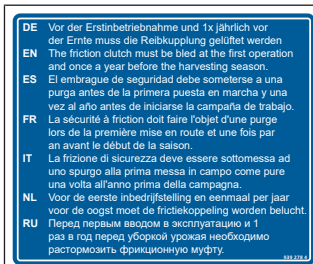 DE Vor der Erstinbetriebnahme und 1x jährlich vor
der Ernte muss die Reibkupplung gelüftet werden
EN The friction clutch must be bled at the first operation
and once a year before the harvesting season.
ES El embrague de seguridad debe someterse a una
purga antes de la primera puesta en marcha y una
vez al año antes de iniciarse la campaña de trabajo.
FR La sécurité à friction doit faire l'objet d'une purge
lors de la première mise en route et une fois par
an avant le début de la saison.
IT La frizione di sicurezza deve essere sottomessa ad
uno spurgo alla prima messa in campo come pure
una volta all'anno prima della campagna.
NL Voor de eerste inbedrijfstelling en eenmaal per jaar
voor de oogst moet de frictiekoppeling worden belucht.
RU Перед первым вводом в эксплуатацию и 1
раз в год перед уборкой урожая необходимо
растормозить фрикционную муфту.
939 278 6